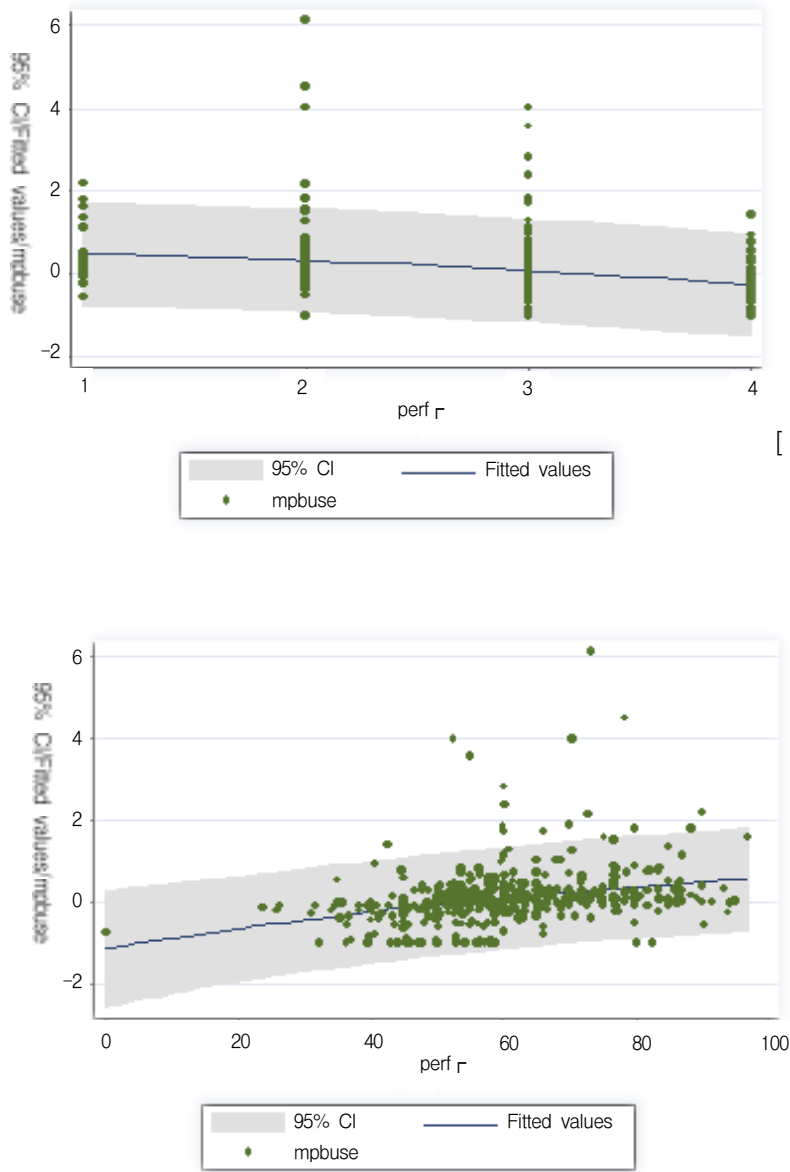 95% CI/Fitted values/mpbuse
6
4
2
0
−2
1 2 3 4
perf┌
[
95% CI Fitted values
mpbuse
95% CI/Fitted values/mpbuse
6
4
2
0
−2
0 20 40 60 80 100
perf┌
95% CI Fitted values
mpbuse